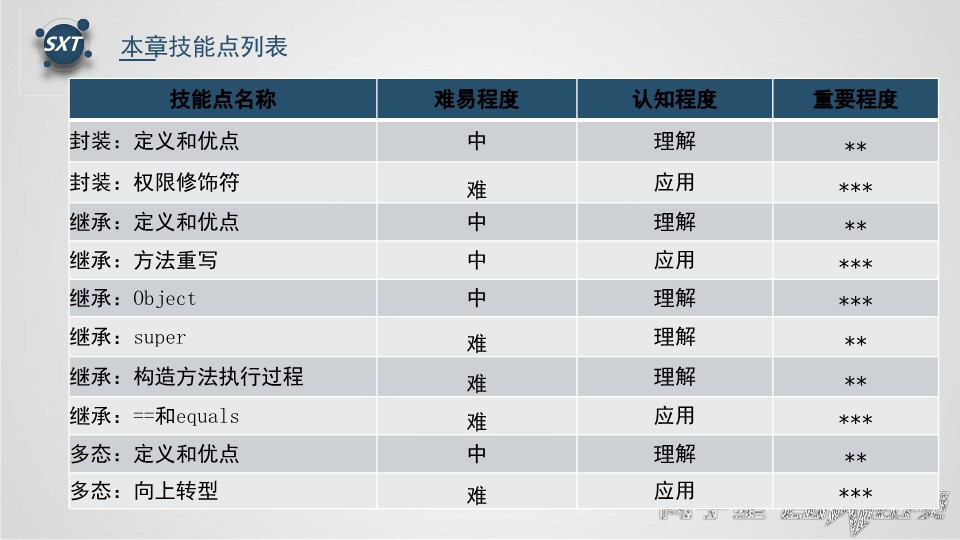 SXT
本章技能点列表
技能点名称 难易程度 认知程度 重要程度
封装：定义和优点 中 理解 **
封装：权限修饰符 难 应用 ***
继承：定义和优点 中 理解 **
继承：方法重写 中 应用 ***
继承：Object 中 理解 ***
继承：super 难 理解 **
继承：构造方法执行过程 难 理解 **
继承：==和equals 难 应用 ***
多态：定义和优点 中 理解 **
多态：向上转型 难 应用 ***